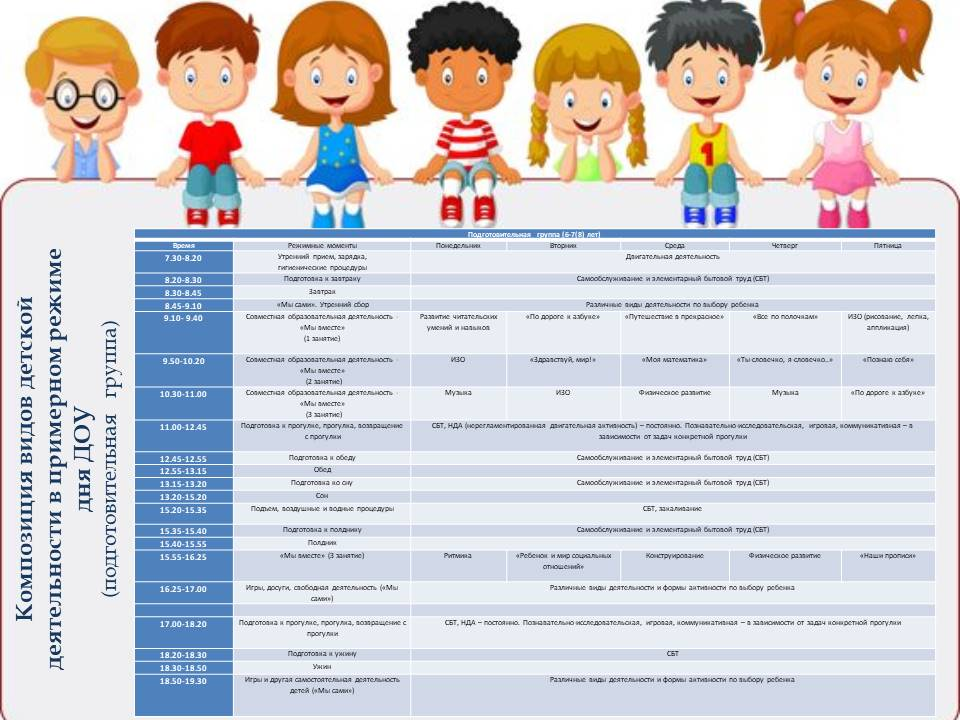 Композиция видов детской
деятельности в примерном режиме
дня ДОУ
(подготовительная группа)
Подготовительная группа (6-7(8) лет)
Время Режимные моменты Понедельник Вторник Среда Четверг Пятница
7.30-8.20 Утренний прием, зарядка, Двигательная деятельность
гигиенические процедуры
8.20-8.30 Подготовка к завтраку Самообслуживание и элементарный бытовой труд (СБТ)
8.30-8.45 Завтрак
8.45-9.10 «Мы сами». Утренний сбор Различные виды деятельности по выбору ребенка
9.10- 9.40 Совместная образовательная деятельность - Развитие читательских «По дороге к азбуке» «Путешествие в прекрасное» «Все по полочкам» ИЗО (рисование, лепка,
«Мы вместе» умений и навыков аппликация)
(1 занятие)
9.50-10.20 Совместная образовательная деятельность - ИЗО «Здравствуй, мир!» «Моя математика» «Ты словечко, я словечко..» «Познаю себя»
«Мы вместе»
(2 занятие)
10.30-11.00 Совместная образовательная деятельность - Музыка ИЗО Физическое развитие Музыка «По дороге к азбуке»
«Мы вместе»
(3 занятие)
11.00-12.45 Подготовка к прогулке, прогулка, возвращение СБТ, НДА (нерегламентированная двигательная активность) – постоянно. Познавательно-исследовательская, игровая, коммуникативная – в
с прогулки зависимости от задач конкретной прогулки
12.45-12.55 Подготовка к обеду Самообслуживание и элементарный бытовой труд (СБТ)
12.55-13.15 Обед
13.15-13.20 Подготовка ко сну Самообслуживание и элементарный бытовой труд (СБТ)
13.20-15.20 Сон
15.20-15.35 Подъем, воздушные и водные процедуры СБТ, закаливание
15.35-15.40 Подготовка к полднику Самообслуживание и элементарный бытовой труд (СБТ)
15.40-15.55 Полдник
15.55-16.25 «Мы вместе» (3 занятие) Ритмика «Ребенок и мир социальных Конструирование Физическое развитие «Наши прописи»
отношений»
16.25-17.00 Игры, досуги, свободная деятельность («Мы Различные виды деятельности и формы активности по выбору ребенка
сами»)
17.00-18.20 Подготовка к прогулке, прогулка, возвращение с СБТ, НДА – постоянно. Познавательно-исследовательская, игровая, коммуникативная – в зависимости от задач конкретной прогулки
прогулки
18.20-18.30 Подготовка к ужину СБТ
18.30-18.50 Ужин
18.50-19.30 Игры и другая самостоятельная деятельность Различные виды деятельности и формы активности по выбору ребенка
детей («Мы сами»)
1